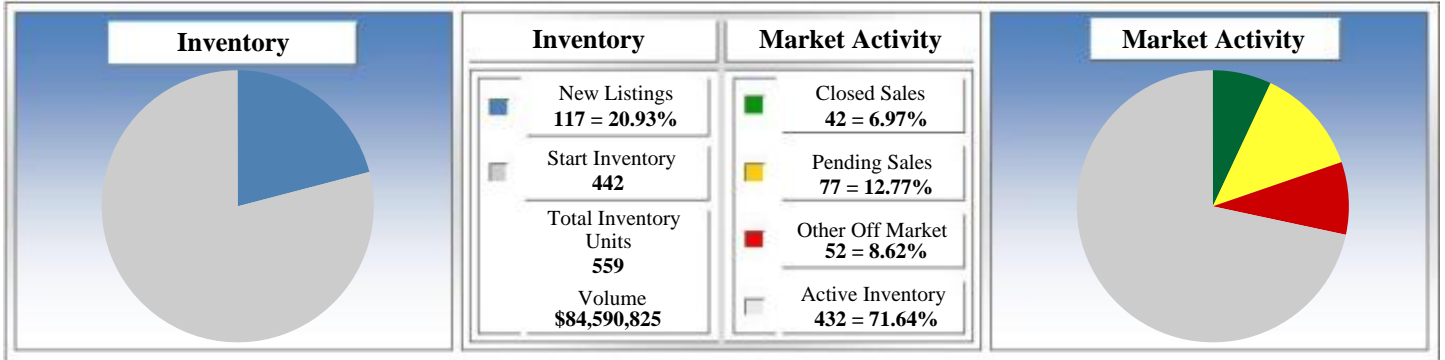 Inventory
Inventory
Market Activity
Market Activity
New Listings
117 = 20.93%
Start Inventory
442
Total Inventory
Units
559
Volume
$84,590,825
Closed Sales
42 = 6.97%
Pending Sales
77 = 12.77%
Other Off Market
52 = 8.62%
Active Inventory
432 = 71.64%